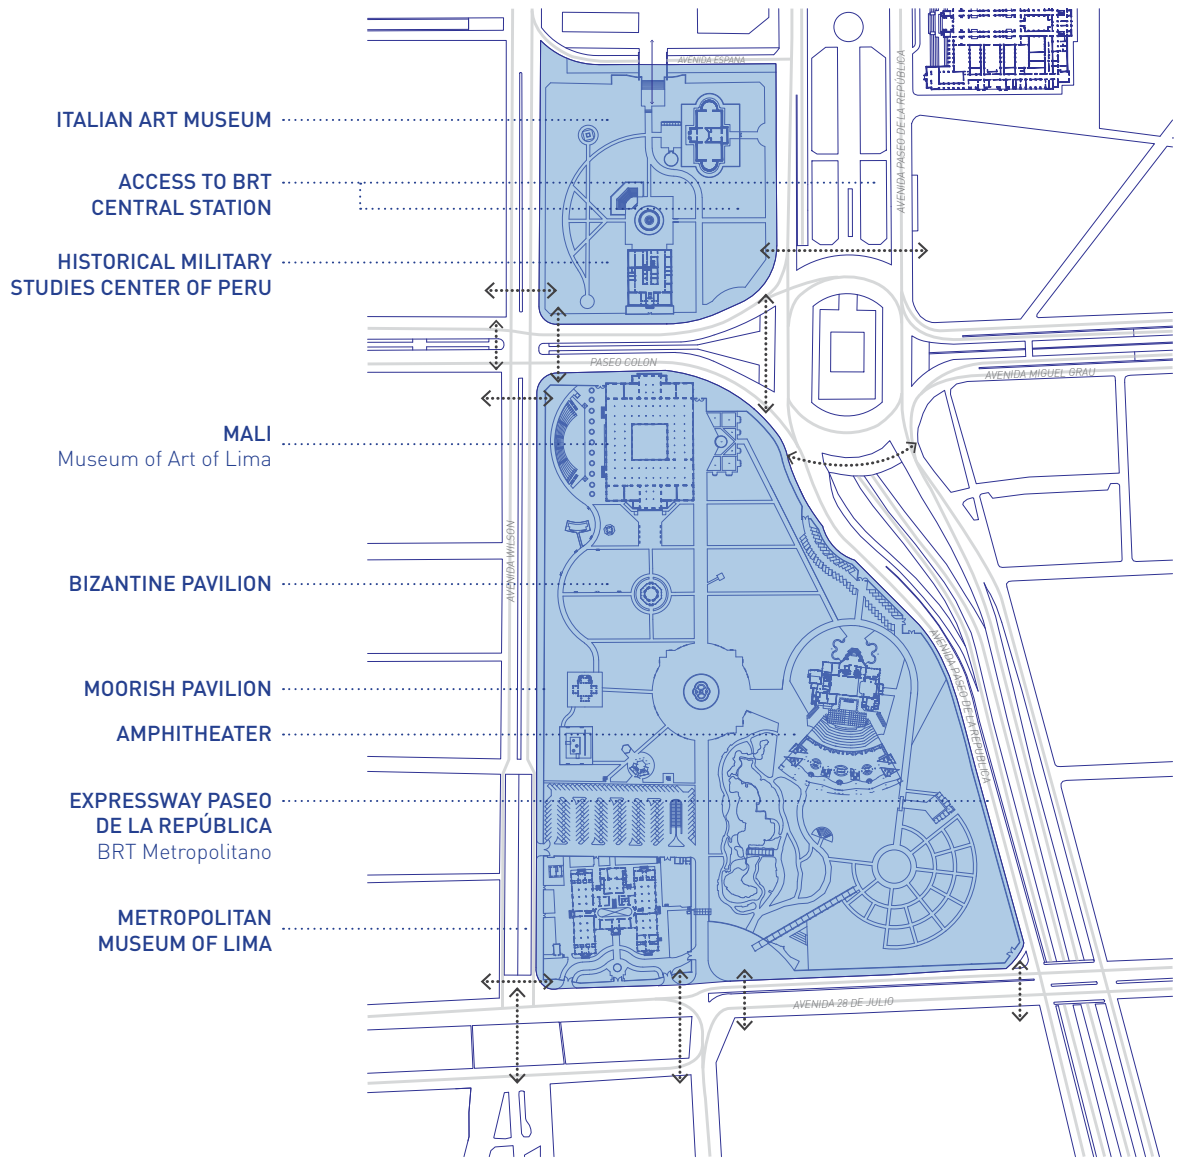 AVENIDA ESPAÑA
AVENIDA PASEO DE LA REPÚBLICA
ITALIAN ART MUSEUM
ACCESS TO BRT
CENTRAL STATION
HISTORICAL MILITARY
STUDIES CENTER OF PERU
PASEO COLON
AVENIDA MIGUEL GRAU
MALI
Museum of Art of Lima
AVENIDA WILSON
BIZANTINE PAVILION
AVENIDA PASEO DE LA REPÚBLICA
MOORISH PAVILION
AMPHITHEATER
EXPRESSWAY PASEO
DE LA REPÚBLICA
BRT Metropolitano
METROPOLITAN
MUSEUM OF LIMA
AVENIDA 28 DE JULIO